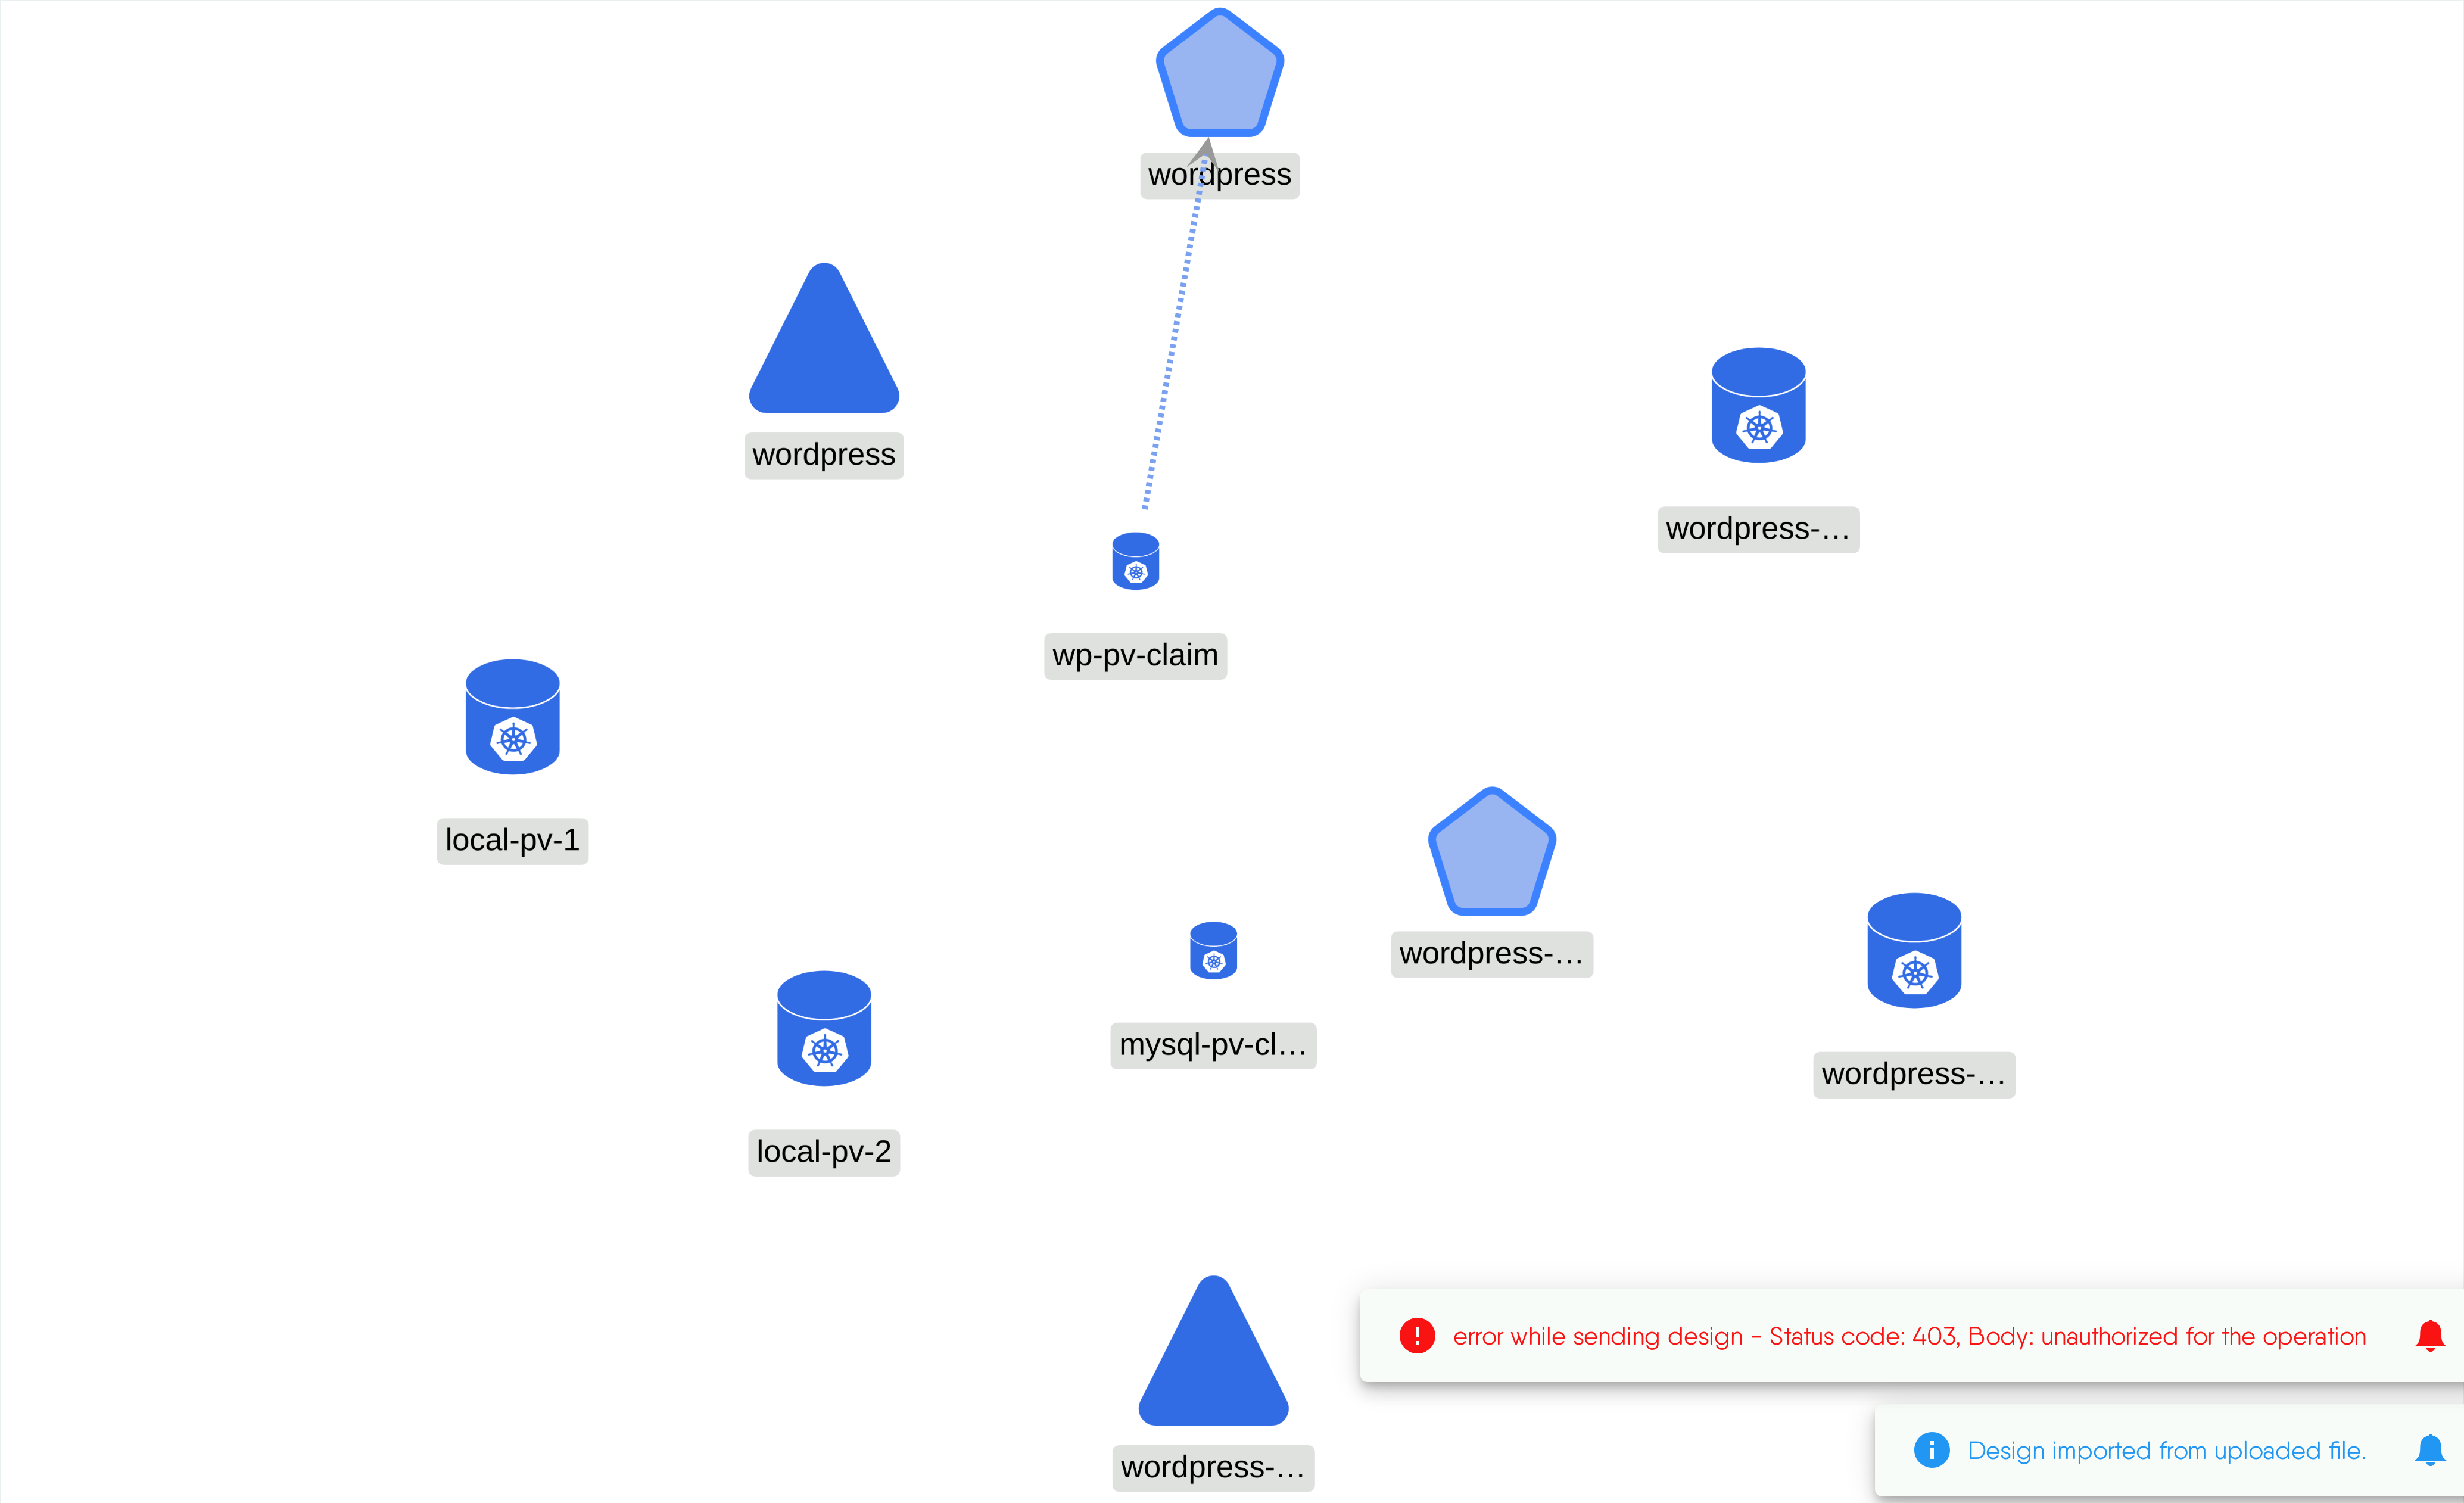 wordpress
wordpress
wordpress-…
wp-pv-claim
local-pv-1
wordpress-…
mysql-pv-cl…
wordpress-…
local-pv-2
error while sending design - Status code: 403, Body: unauthorized for the operation
Design imported from uploaded file.
wordpress-…